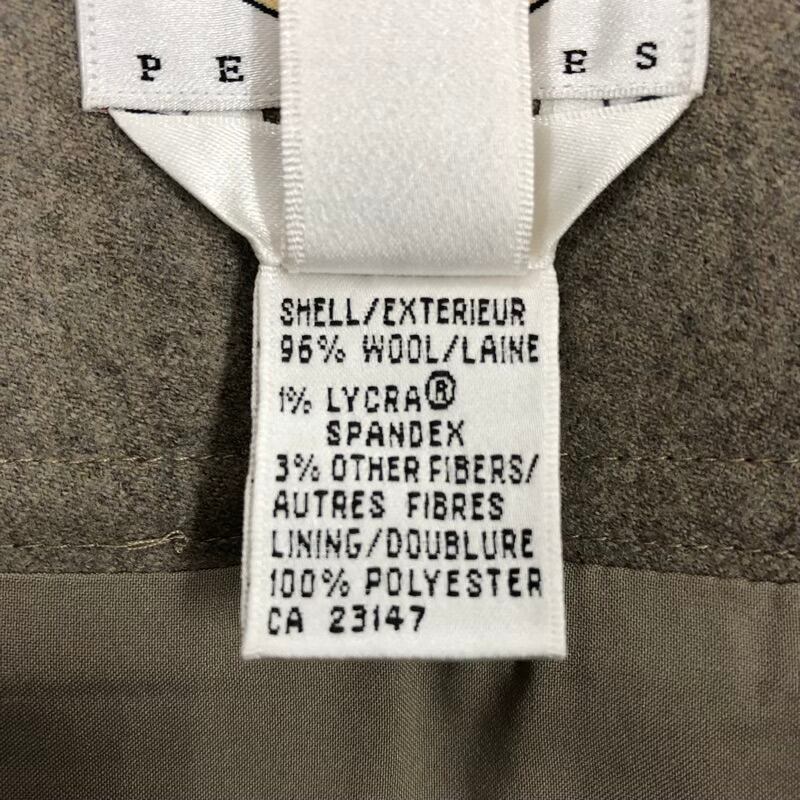 P E E S
SHELL/EXTERIEUR
96% WOOL/LAINE
1% LYCRA®
SPANDEX
3% OTHER FIBERS/
AUTRES FIBRES
LINING/DOUBLURE
100% POLYESTER
CA 23147